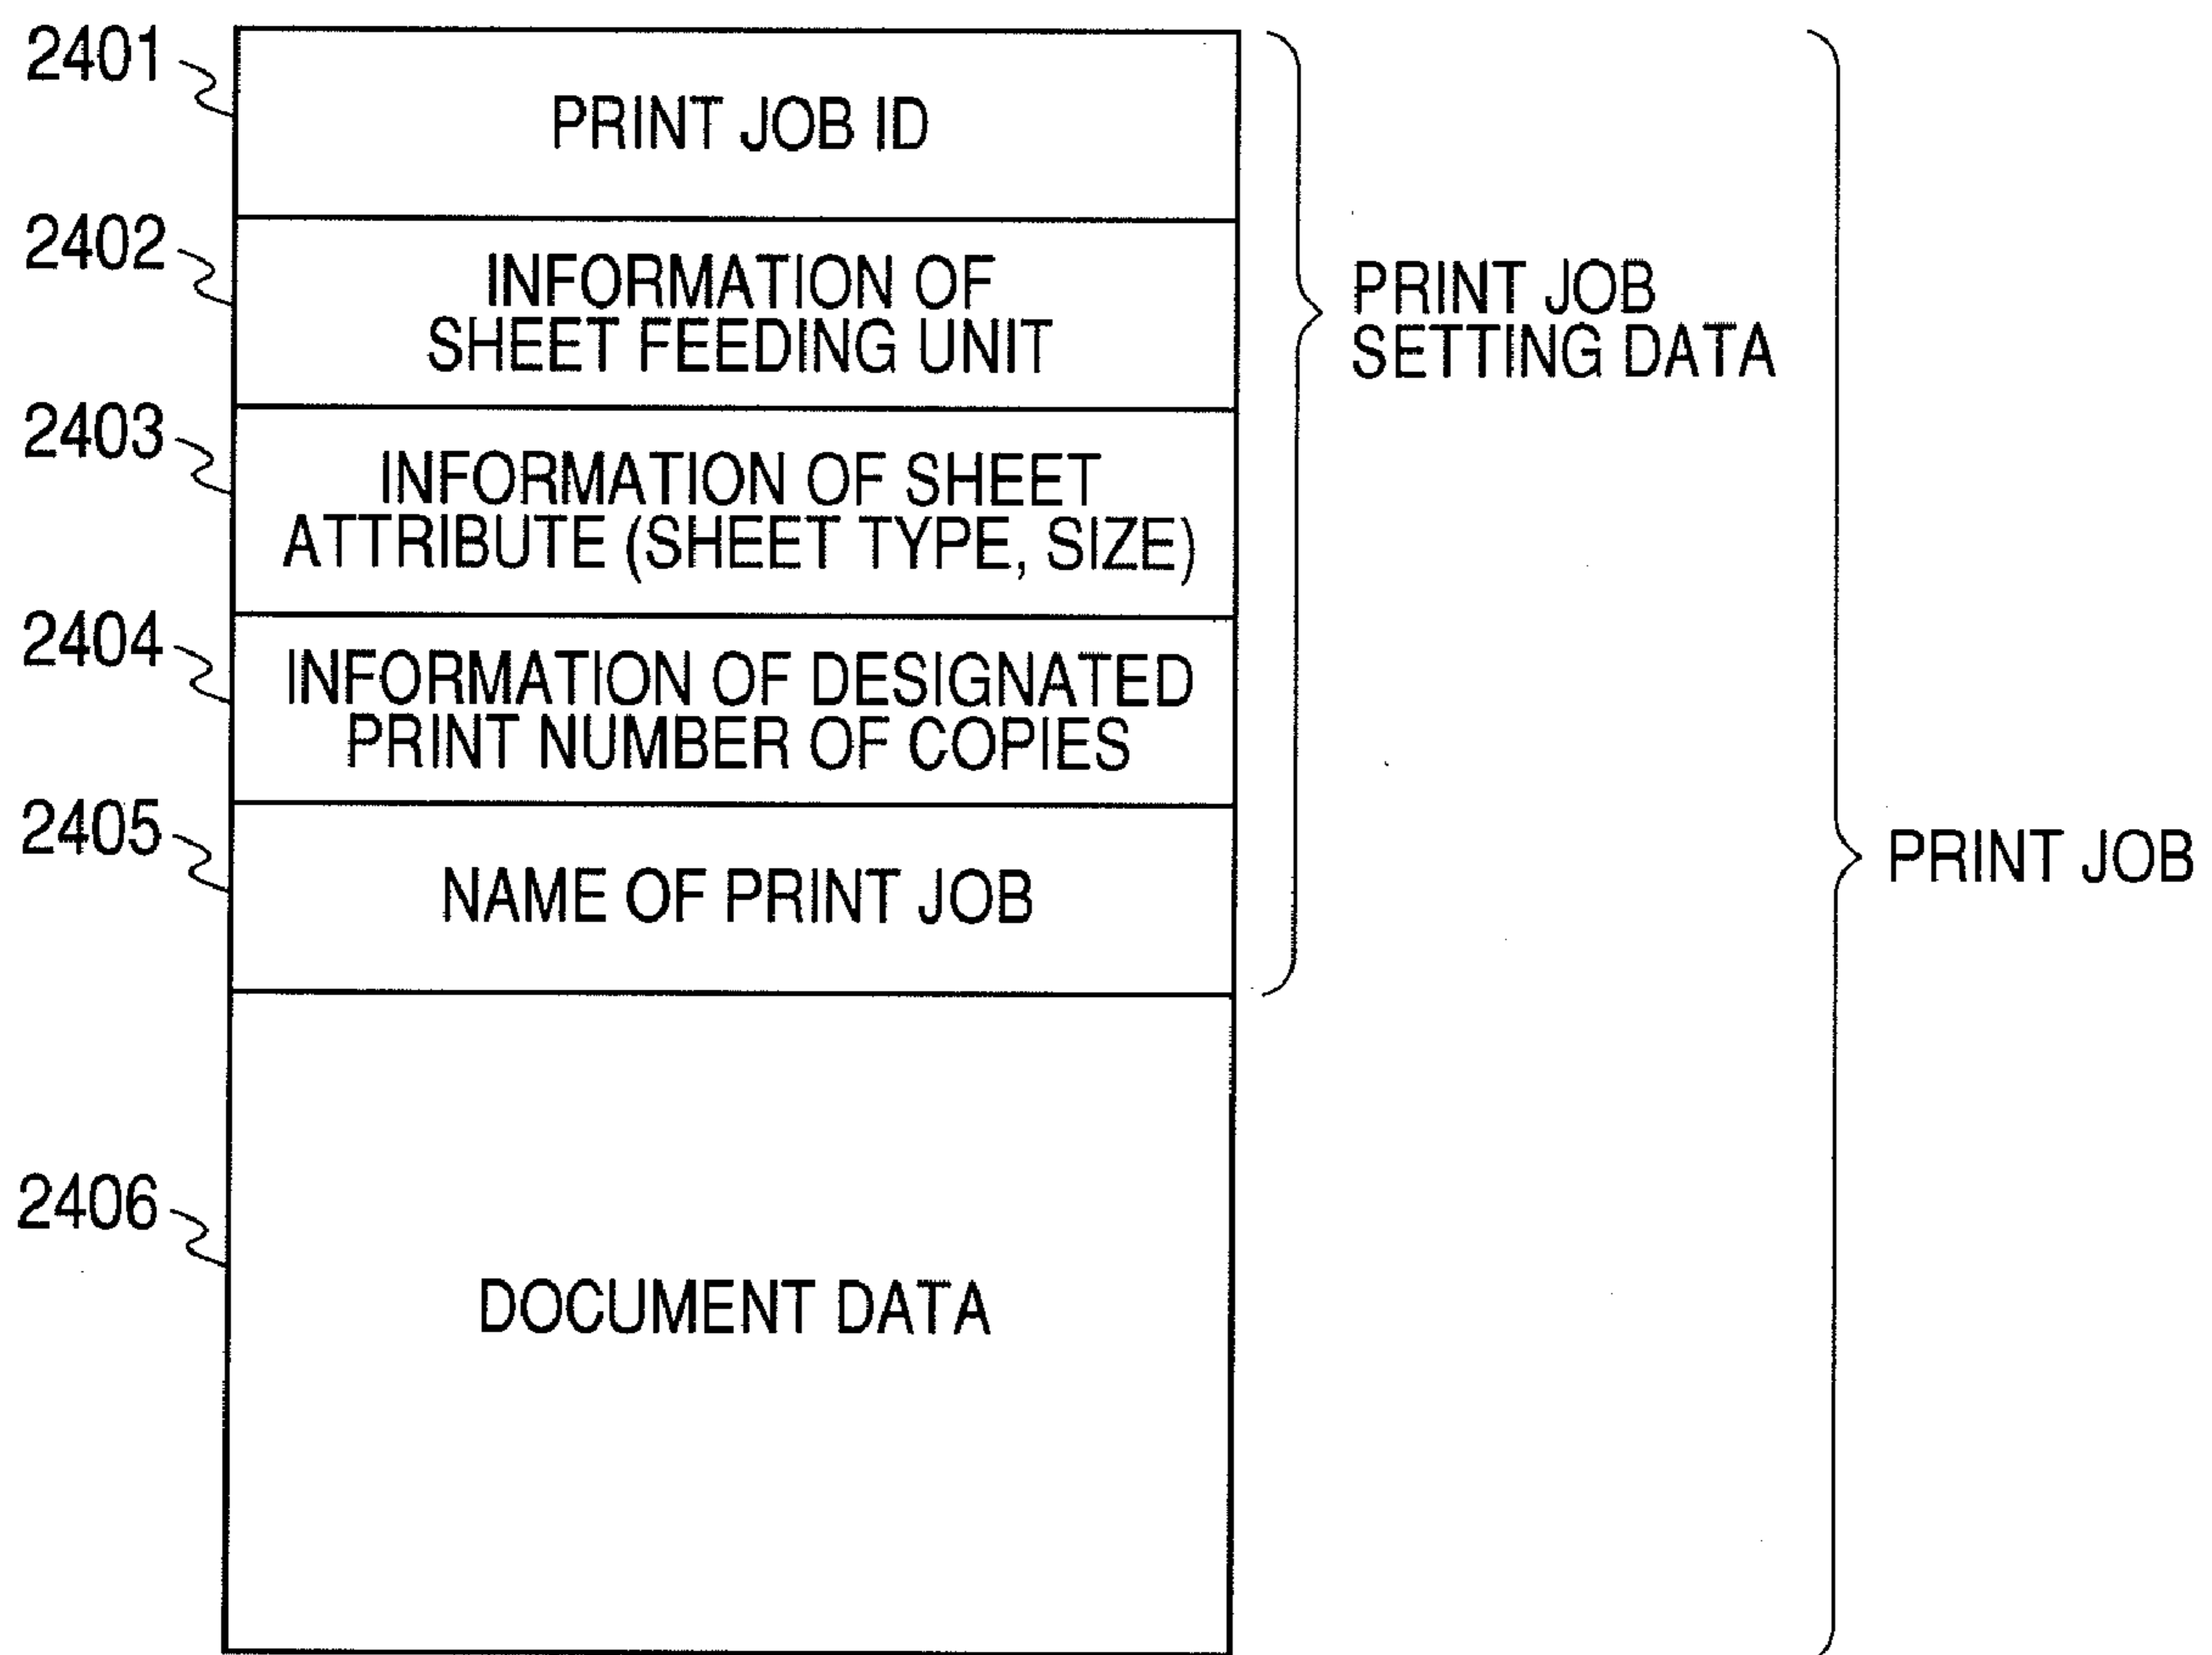 2401
PRINT JOB ID
2402
INFORMATION OF
SHEET FEEDING UNIT
2403
INFORMATION OF SHEET
ATTRIBUTE (SHEET TYPE, SIZE)
2404
INFORMATION OF DESIGNATED
PRINT NUMBER OF COPIES
2405
NAME OF PRINT JOB
2406
DOCUMENT DATA
PRINT JOB
SETTING DATA
PRINT JOB